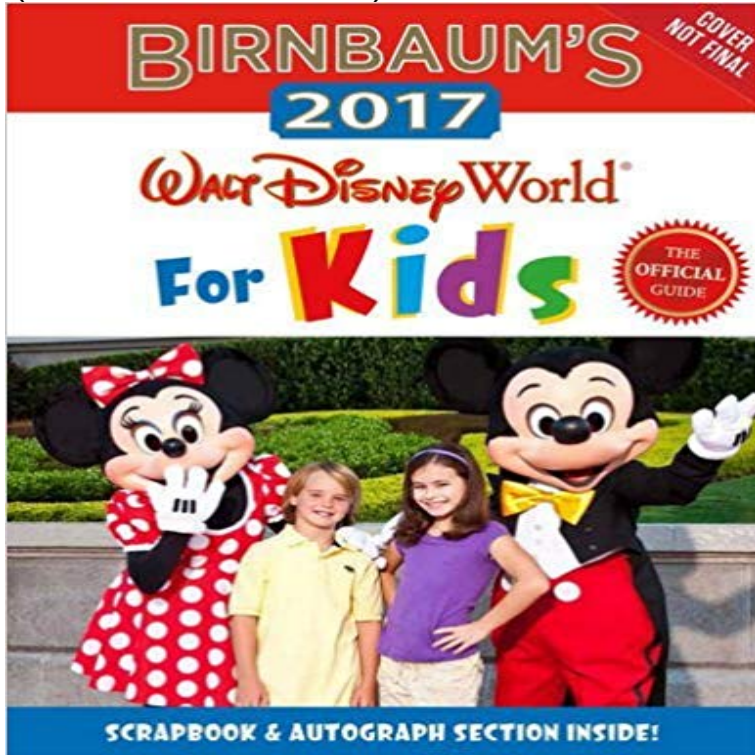 COVER
NOT FINAL
BIRNBAUM'S
2017
WALT DISNEY World®
For Kids
THE
OFFICIAL
GUIDE
SCRAPBOOK & AUTOGRAPH SECTION INSIDE!